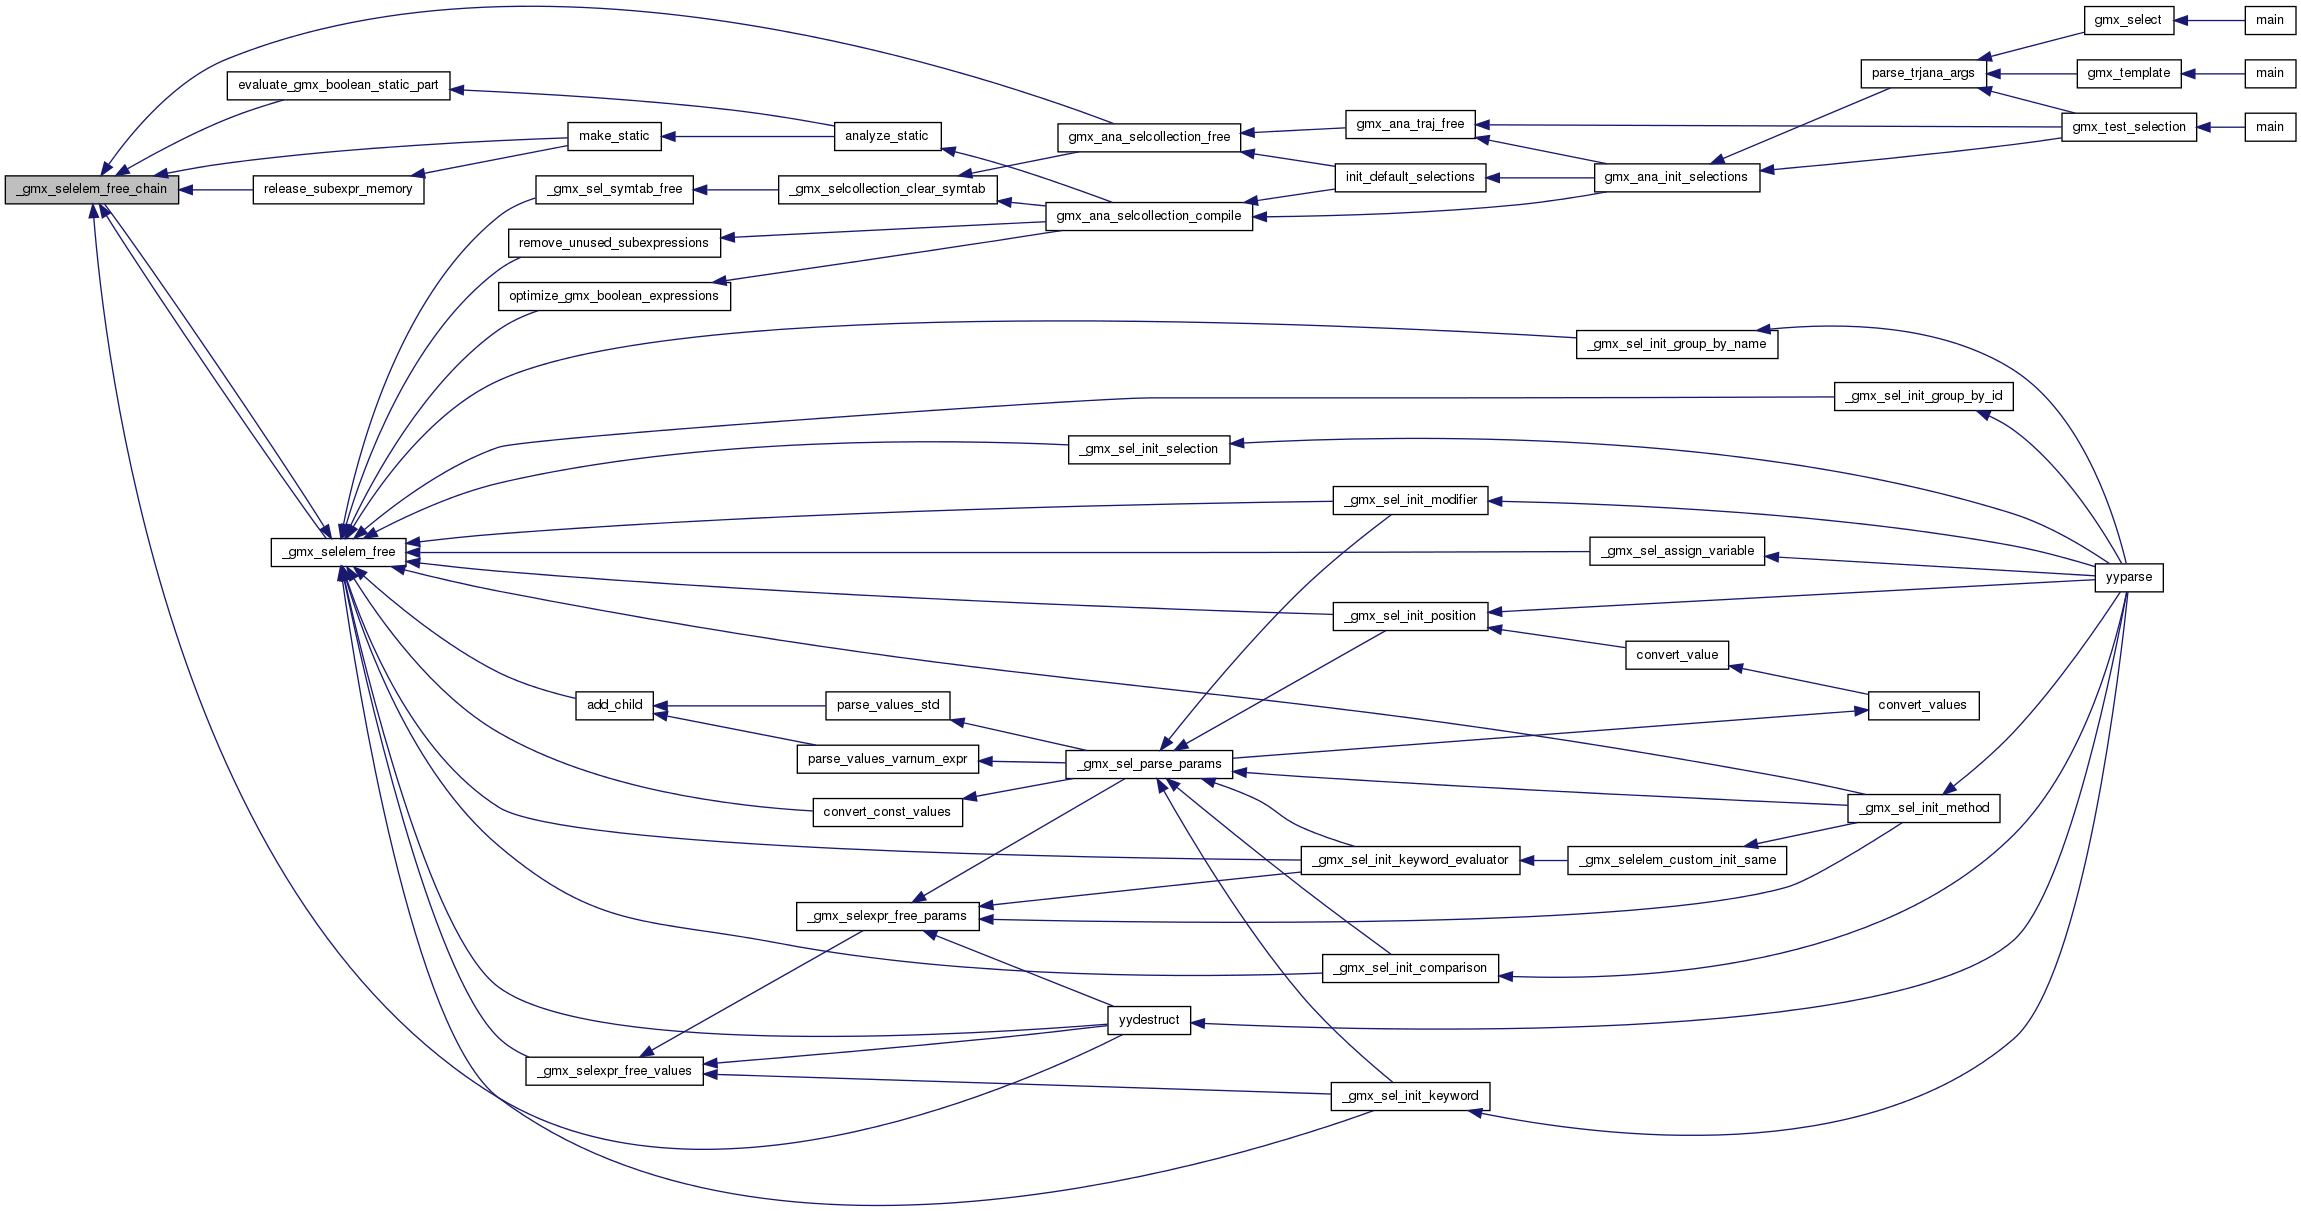 gmx_select
main
evaluate_gmx_boolean_static_part
parse_trjana_args
gmx_template
main
make_static
analyze_static
gmx_ana_selcollection_free
gmx_ana_traj_free
gmx_test_selection
main
_gmx_selelem_free_chain
release_subexpr_memory
_gmx_sel_symtab_free
_gmx_selcollection_clear_symtab
init_default_selections
gmx_ana_init_selections
gmx_ana_selcollection_compile
remove_unused_subexpressions
optimize_gmx_boolean_expressions
_gmx_sel_init_group_by_name
_gmx_sel_init_group_by_id
_gmx_sel_init_selection
_gmx_sel_init_modifier
_gmx_selelem_free
_gmx_sel_assign_variable
yyparse
_gmx_sel_init_position
convert_value
add_child
parse_values_std
convert_values
parse_values_varnum_expr
_gmx_sel_parse_params
convert_const_values
_gmx_sel_init_method
_gmx_sel_init_keyword_evaluator
_gmx_selelem_custom_init_same
_gmx_selexpr_free_params
_gmx_sel_init_comparison
yydestruct
_gmx_selexpr_free_values
_gmx_sel_init_keyword